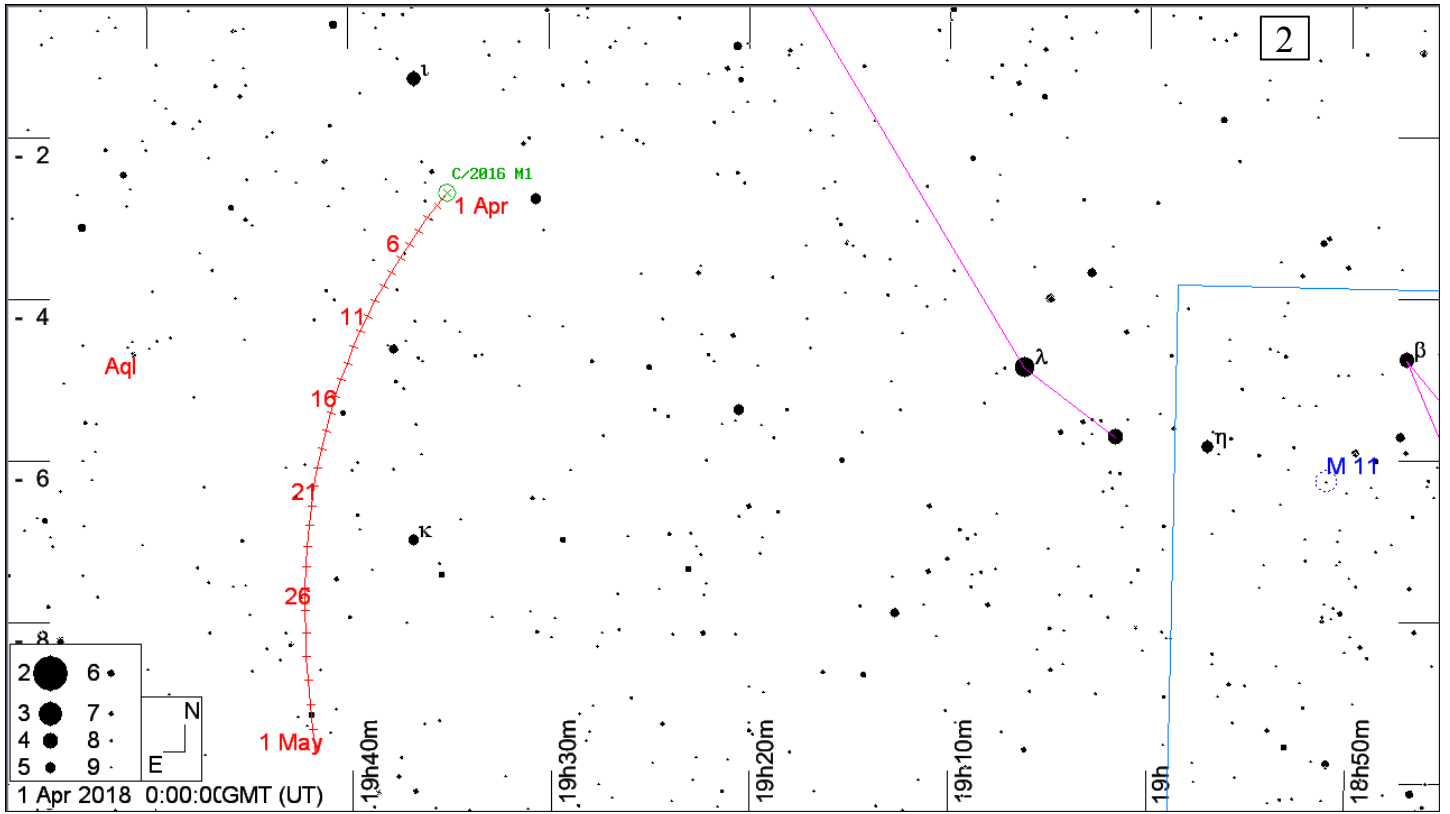 2
ι
- 2
C/2016 M1
1 Apr
6
- 4
11
Aql
λ
β
16
η
- 6
M 11
21
κ
26
- 8
2 6
3 7
4 8
5 9
N
E
1 May
19h40m
19h30m
19h20m
19h10m
19h
18h50m
1 Apr 2018 0:00:00GMT (UT)